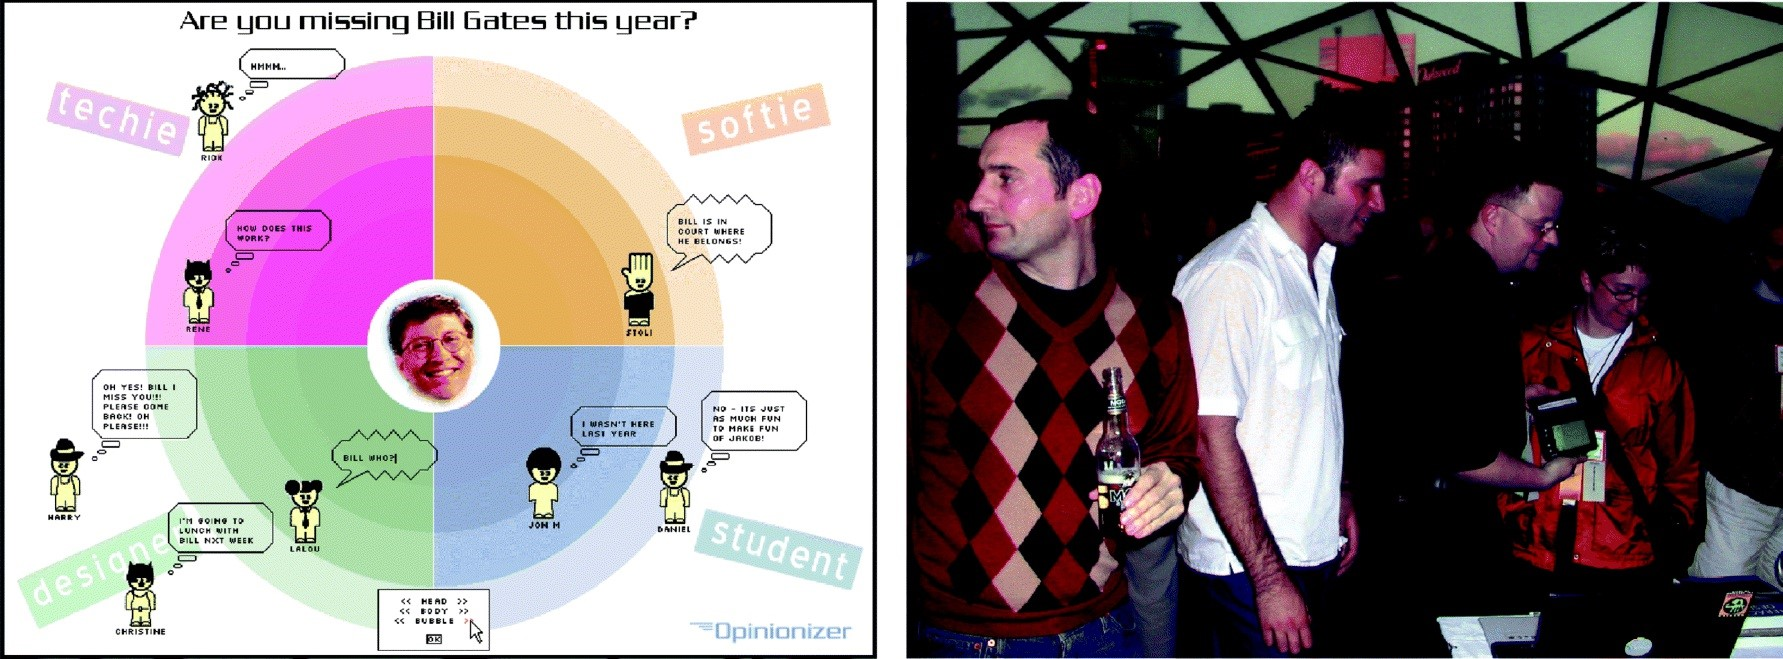 Are you missing Bill Gates this year?
techie
softie
HMMM...
RICK
HOW DOES THIS
WORK?
RENE
BILL IS IN
COURT WHERE
HE BELONGS!
STOLI
OH YES! BILL I
MISS YOU!!!
PLEASE COME
BACK! OH
PLEASE!!!
HARRY
BILL WHO?
LALOU
I WASN'T HERE
LAST YEAR
JON M
NO - ITS JUST
AS MUCH FUN
TO MAKE FUN
OF JAKOB!
DANIEL
I'M GOING TO
LUNCH WITH
BILL NXT WEEK
CHRISTINE
designe
student
<< HEAD >>
<< BODY >>
<< BUBBLE >>
OK
Opinionizer